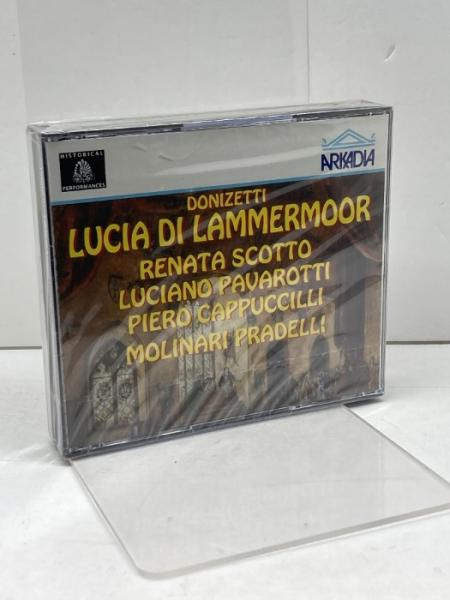 HISTORICAL
PERFORMANCES
ARKADIA
DONIZETTI
LUCIA DI LAMMERMOOR
RENATA SCOTTO
LUCIANO PAVAROTTI
PIERO CAPPUCCILLI
MOLINARI PRADELLI